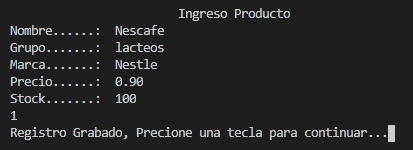 Ingreso Producto
Nombre......: Nescafe
Grupo.......: lacteos
Marca.......: Nestle
Precio......: 0.90
Stock.......: 100
1
Registro Grabado, Precione una tecla para continuar...